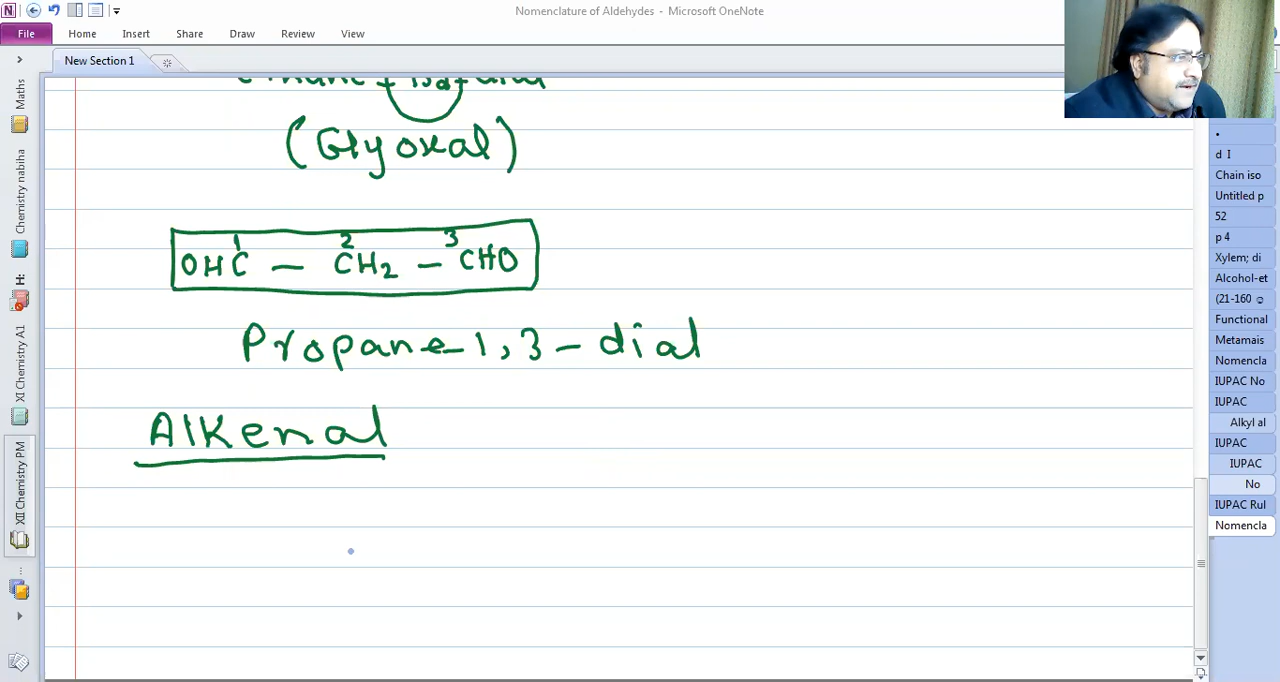 Nomenclature of Aldehydes - Microsoft OneNote
File Home Insert Share Draw Review View
New Section 1
Maths
Chemistry nabiha
H:
XI Chemistry A1
XII Chemistry PM
(Glyoxal)
1 2 3
OHC — CH2 — CHO
Propane-1,3-dial
Alkenal
d I
Chain iso
Untitled p
52
p 4
Xylem; di
Alcohol-et
(21-160
Functional
Metamais
Nomencla
IUPAC No
IUPAC
Alkyl al
IUPAC
IUPAC
No
IUPAC Rul
Nomencla